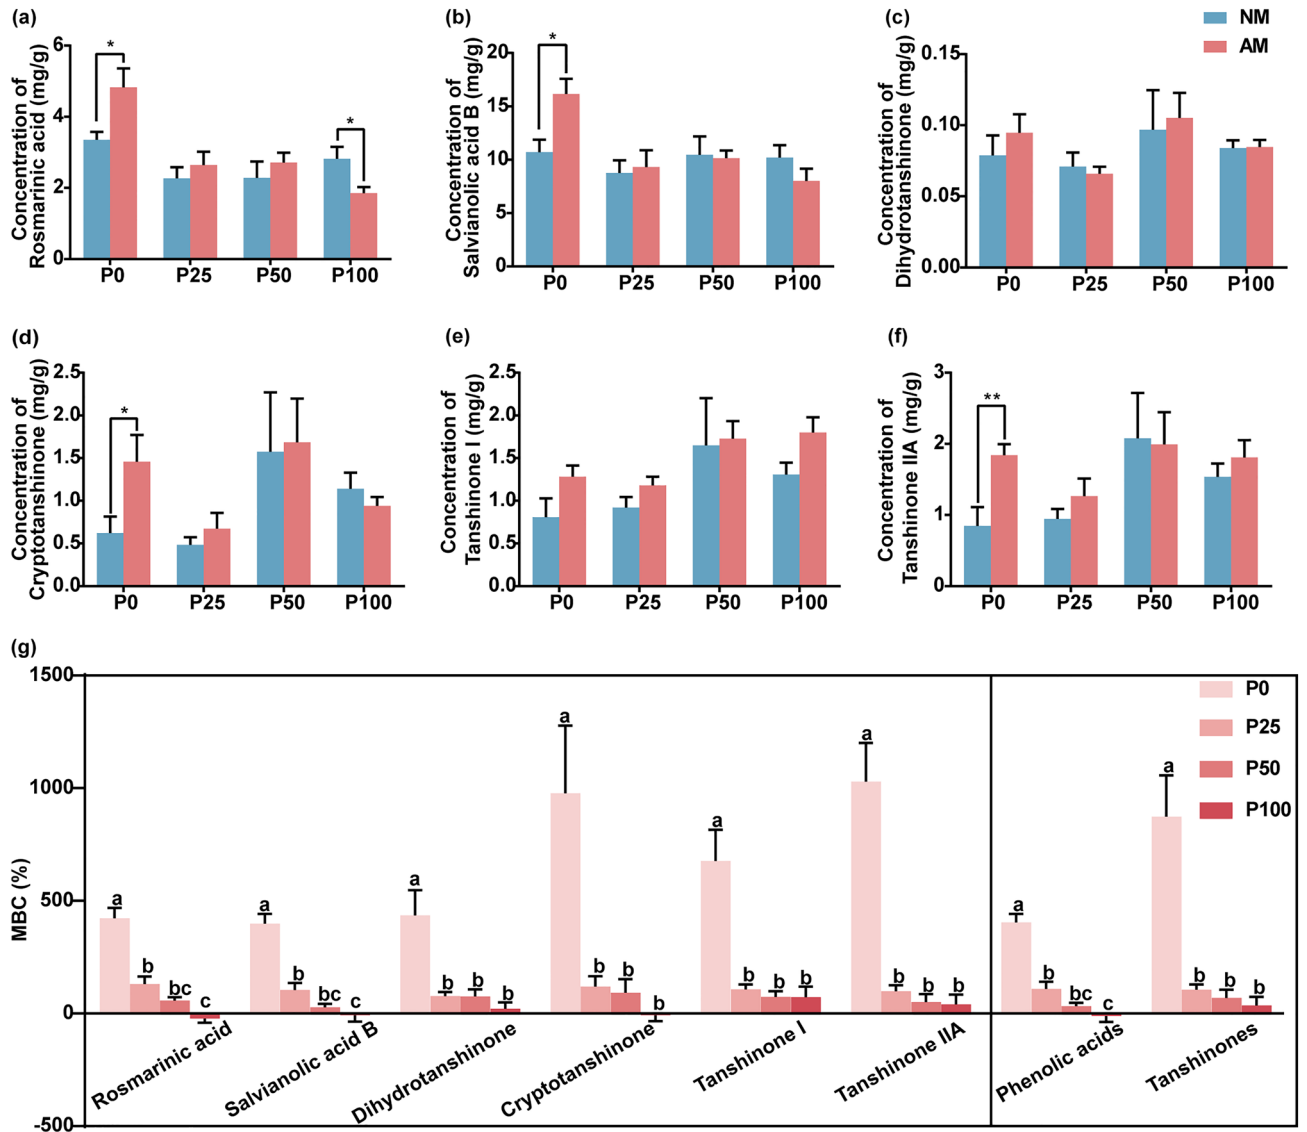 (a)
Concentration of
Rosmarinic acid (mg/g)
6
4
2
0
*
*
P0 P25 P50 P100
(b)
Concentration of
Salvianolic acid B (mg/g)
20
15
10
5
0
*
P0 P25 P50 P100
(c)
Concentration of
Dihydrotanshinone (mg/g)
0.15
0.10
0.05
0.00
P0 P25 P50 P100
NM
AM
(d)
Concentration of
Cryptotanshinone (mg/g)
2.5
2.0
1.5
1.0
0.5
0.0
*
P0 P25 P50 P100
(e)
Concentration of
Tanshinone I (mg/g)
2.5
2.0
1.5
1.0
0.5
0.0
P0 P25 P50 P100
(f)
Concentration of
Tanshinone IIA (mg/g)
3
2
1
0
**
P0 P25 P50 P100
(g)
MBC (%)
1500
1000
500
0
-500
a b bc c
a b bc c
a b b b
a b b b
a b b b
a b b b
a b bc c
a b b b
Rosmarinic acid
Salvianolic acid B
Dihydrotanshinone
Cryptotanshinone
Tanshinone I
Tanshinone IIA
Phenolic acids
Tanshinones
P0
P25
P50
P100